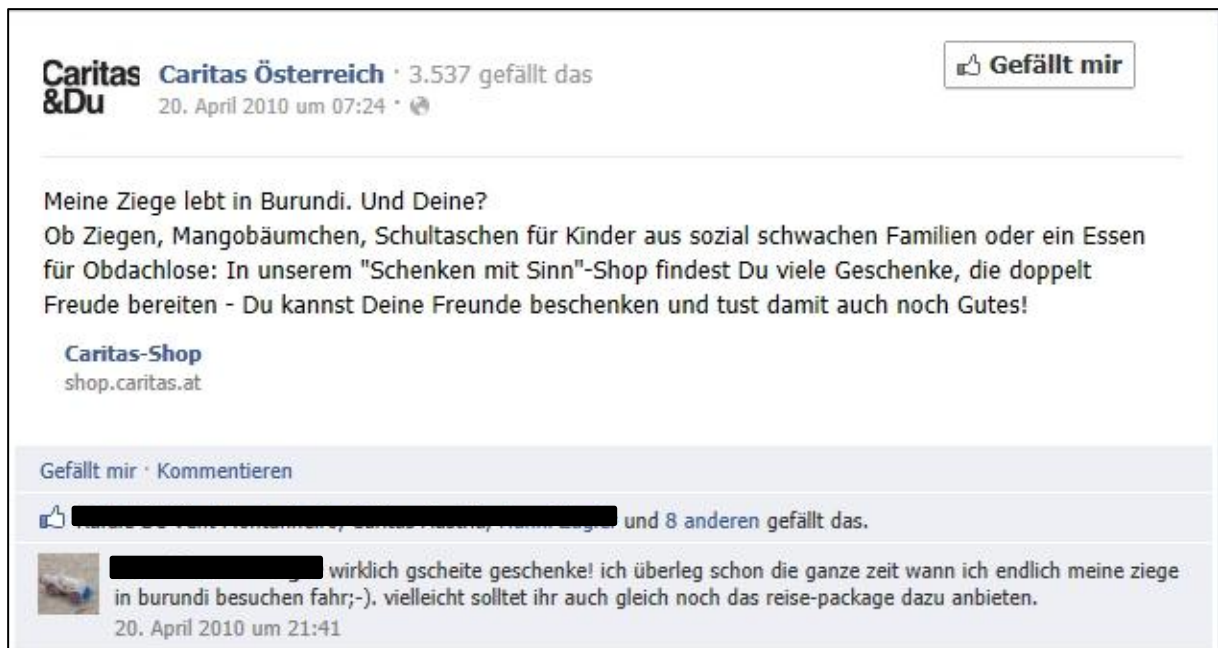 Caritas
&Du
Caritas Österreich · 3.537 gefällt das
20. April 2010 um 07:24 ·
Gefällt mir
Meine Ziege lebt in Burundi. Und Deine?
Ob Ziegen, Mangobäumchen, Schultaschen für Kinder aus sozial schwachen Familien oder ein Essen
für Obdachlose: In unserem "Schenken mit Sinn"-Shop findest Du viele Geschenke, die doppelt
Freude bereiten - Du kannst Deine Freunde beschenken und tust damit auch noch Gutes!
Caritas-Shop
shop.caritas.at
Gefällt mir · Kommentieren
und 8 anderen gefällt das.
wirklich gscheite geschenke! ich überleg schon die ganze zeit wann ich endlich meine ziege
in burundi besuchen fahr;-). vielleicht solltet ihr auch gleich noch das reise-package dazu anbieten.
20. April 2010 um 21:41